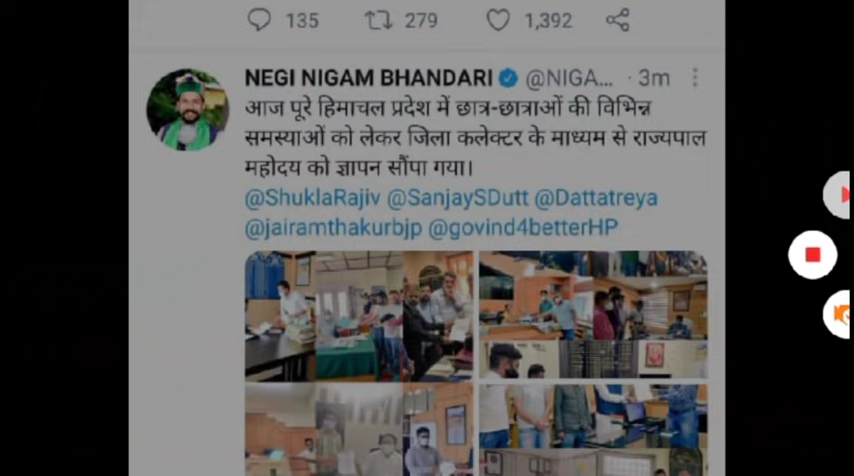 135 279 1,392
NEGI NIGAM BHANDARI @NIGA... · 3m
आज पूरे हिमाचल प्रदेश में छात्र-छात्राओं की विभिन्न
समस्याओं को लेकर जिला कलेक्टर के माध्यम से राज्यपाल
महोदय को ज्ञापन सौंपा गया।
@ShuklaRajiv @SanjaySDutt @Dattatreya
@jairamthakurbjp @govind4betterHP